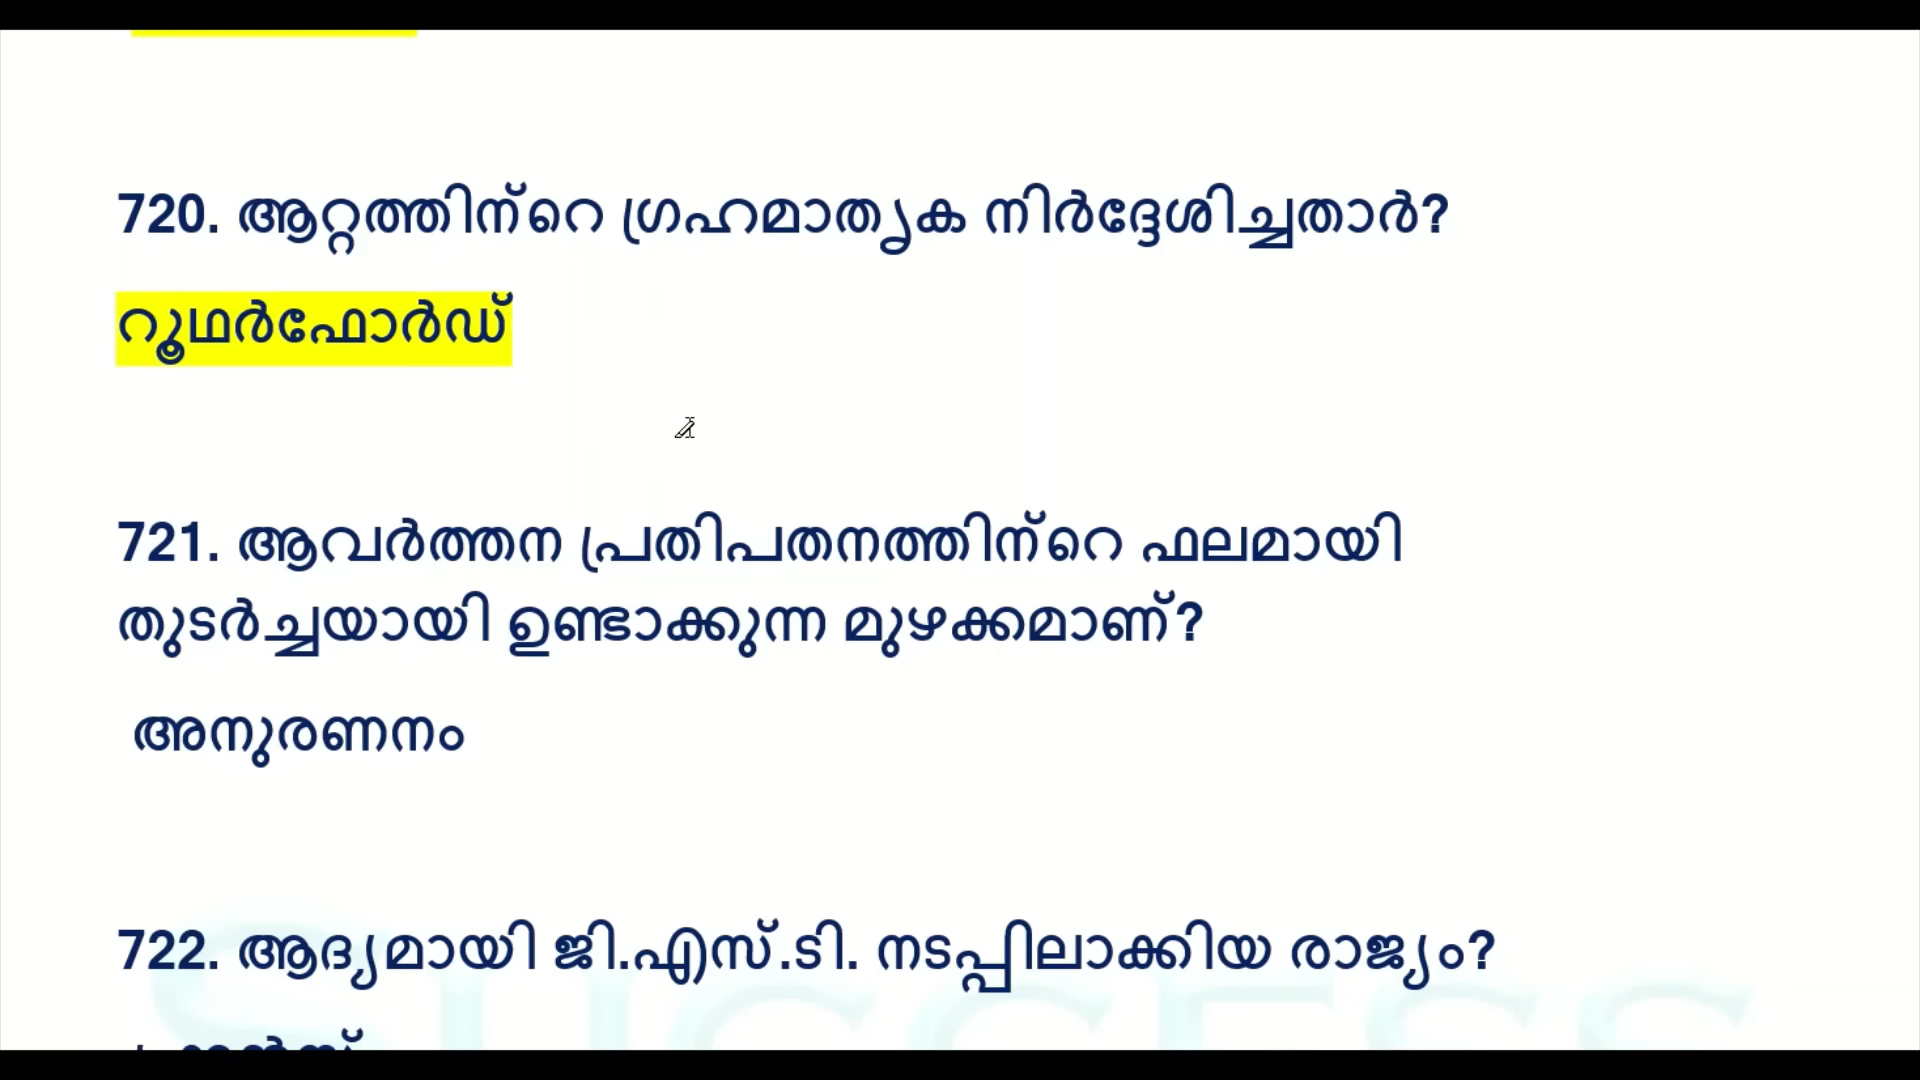 720. ആറ്റത്തിന്റെ ഗ്രഹമാതൃക നിർദ്ദേശിച്ചതാർ?
റൂഥർഫോർഡ്
721. ആവർത്തന പ്രതിപതനത്തിന്റെ ഫലമായി
തുടർച്ചയായി ഉണ്ടാക്കുന്ന മുഴക്കമാണ്?
അനുരണനം
722. ആദ്യമായി ജി.എസ്.ടി. നടപ്പിലാക്കിയ രാജ്യം?
SUCCESS